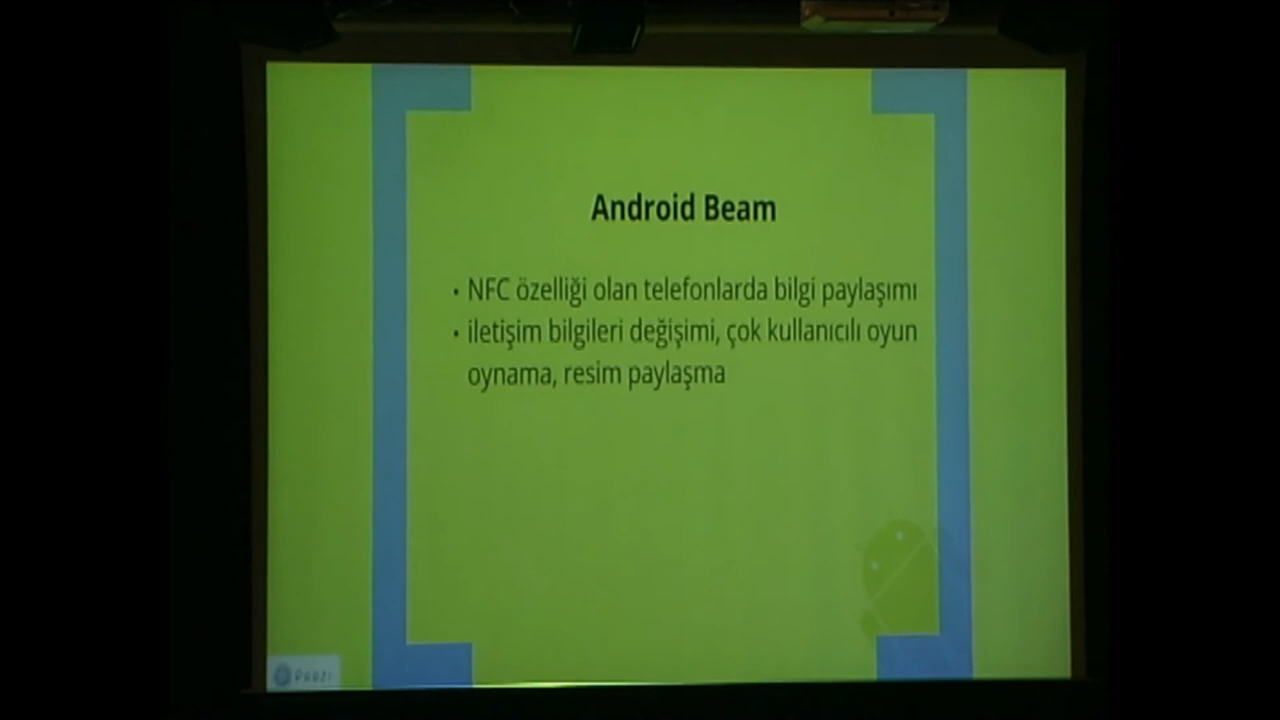 Android Beam
• NFC özelliği olan telefonlarda bilgi paylaşımı
• iletişim bilgileri değişimi, çok kullanıcılı oyun
oynama, resim paylaşma